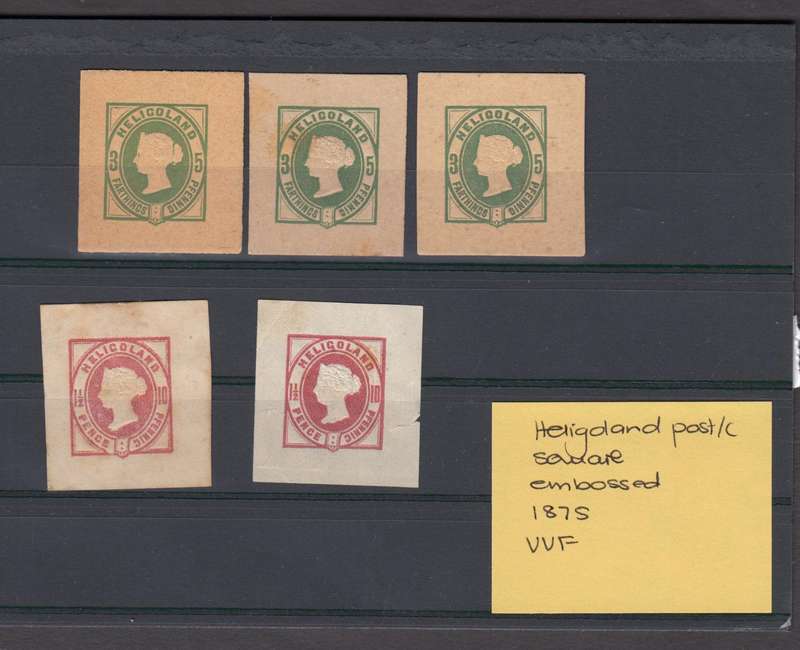 HELIGOLAND
3 5
FARTHINGS PFENNIG
HELIGOLAND
3 5
FARTHINGS PFENNIG
HELIGOLAND
3 5
FARTHINGS PFENNIG
HELIGOLAND
1½ 10
PENCE PFENNIG
HELIGOLAND
1½ 10
PENCE PFENNIG
Heligoland post/c
square
embossed
1875
VVF